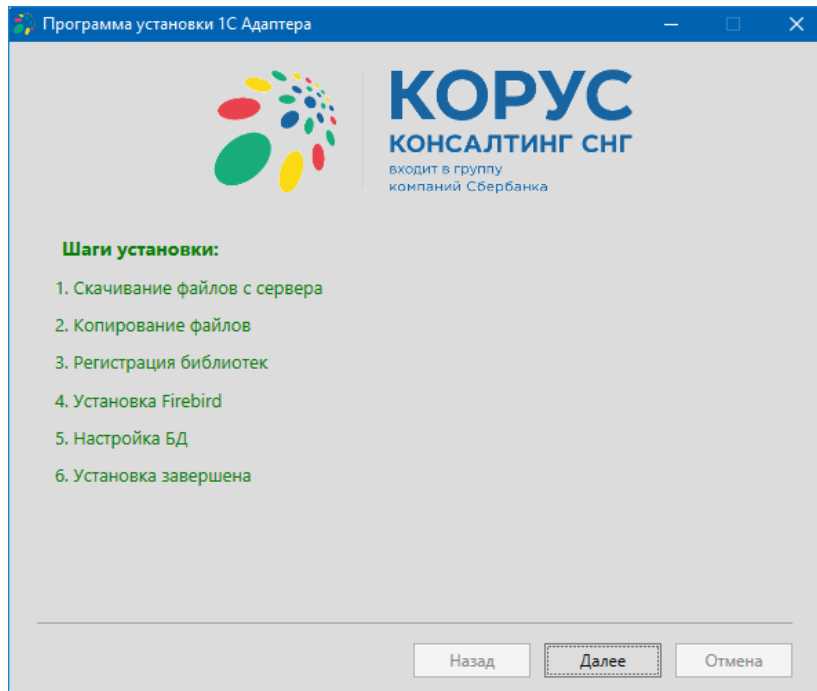 Программа установки 1С Адаптера
КОРУС
КОНСАЛТИНГ СНГ
входит в группу
компаний Сбербанка
Шаги установки:
1. Скачивание файлов с сервера
2. Копирование файлов
3. Регистрация библиотек
4. Установка Firebird
5. Настройка БД
6. Установка завершена
Назад Далее Отмена